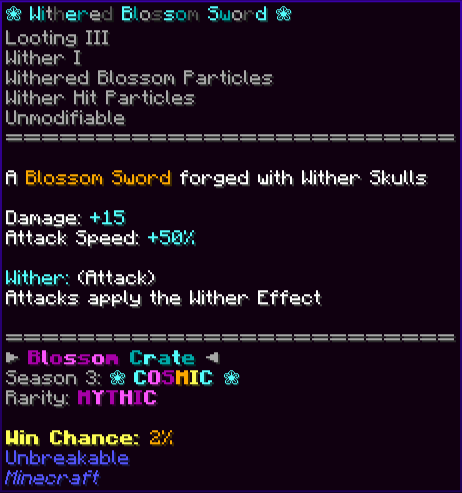 ❀ Withered Blossom Sword ❀
Looting III
Wither I
Withered Blossom Particles
Wither Hit Particles
Unmodifiable
==================================
A Blossom Sword forged with Wither Skulls
Damage: +15
Attack Speed: +50%
Wither: (Attack)
Attacks apply the Wither Effect
==================================
► Blossom Crate ◄
Season 3: ❀ COSMIC ❀
Rarity: MYTHIC
Win Chance: 2%
Unbreakable
Minecraft